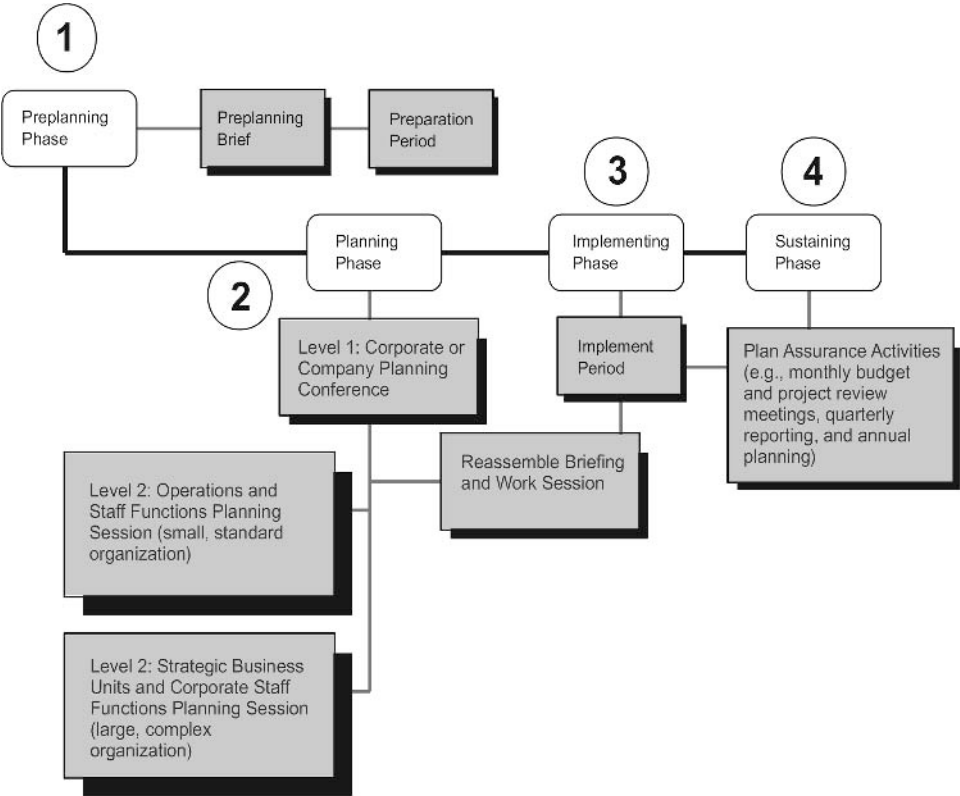 1
Preplanning
Phase
Preplanning
Brief
Preparation
Period
2
Planning
Phase
3
Implementing
Phase
4
Sustaining
Phase
Level 1: Corporate or
Company Planning
Conference
Implement
Period
Plan Assurance Activities
(e.g., monthly budget
and project review
meetings, quarterly
reporting, and annual
planning)
Reassemble Briefing
and Work Session
Level 2: Operations and
Staff Functions Planning
Session (small, standard
organization)
Level 2: Strategic Business
Units and Corporate Staff
Functions Planning Session
(large, complex
organization)